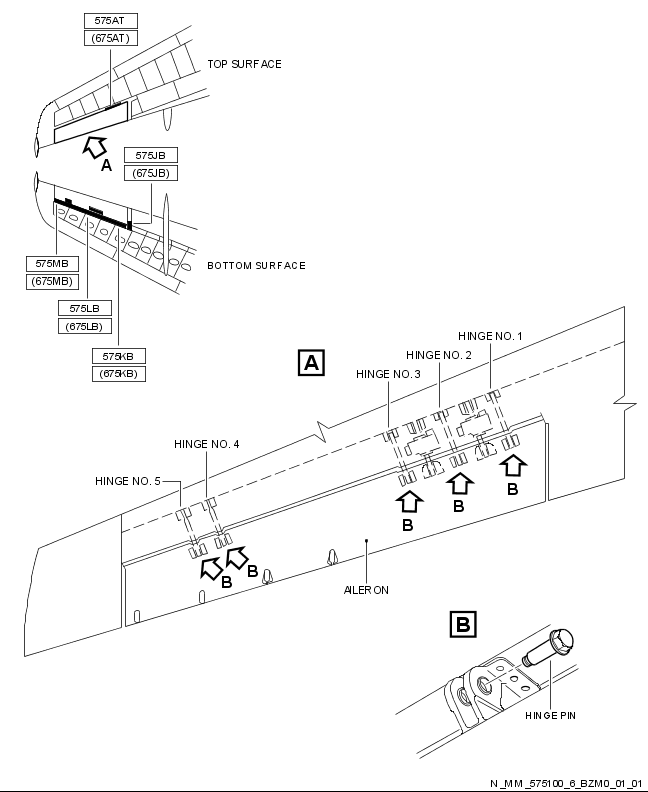 575AT
(675AT)
TOP SURFACE
A
575JB
(675JB)
575MB
(675MB)
BOTTOM SURFACE
575LB
(675LB)
575KB
(675KB)
A
HINGE NO. 1
HINGE NO. 2
HINGE NO. 3
HINGE NO. 4
HINGE NO. 5
B
B
B
B
B
AILERON
B
HINGE PIN
N_MM_575100_6_BZM0_01_01